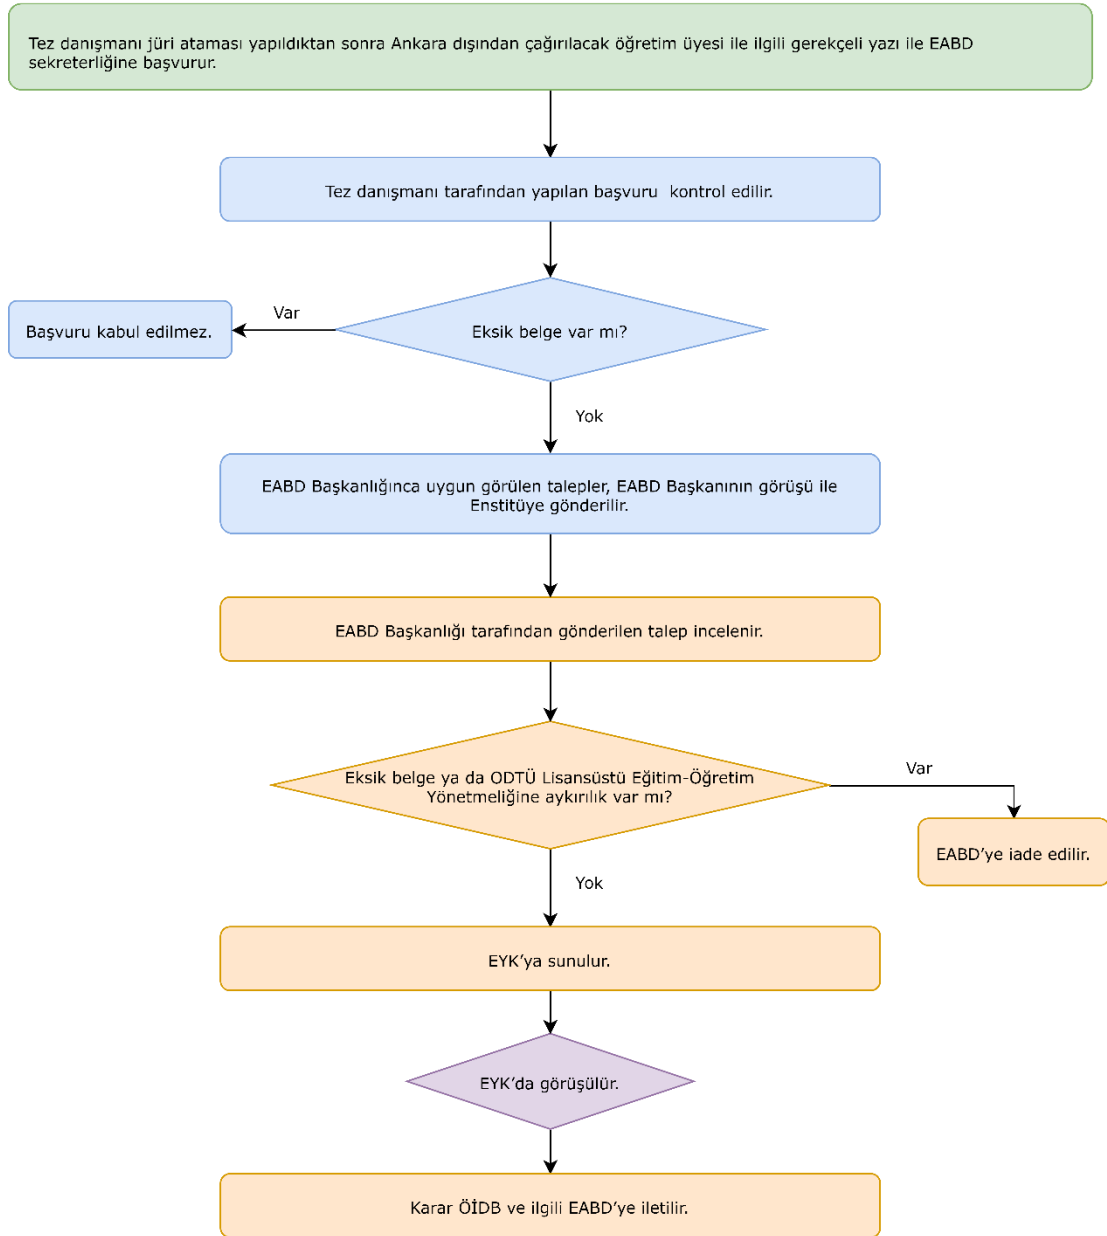 Tez danışmanı jüri ataması yapıldıktan sonra Ankara dışından çağırılacak öğretim üyesi ile ilgili gerekçeli yazı ile EABD
sekreterliğine başvurur.
Tez danışmanı tarafından yapılan başvuru  kontrol edilir.
Eksik belge var mı?
Var
Başvuru kabul edilmez.
Yok
EABD Başkanlığınca uygun görülen talepler, EABD Başkanının görüşü ile
Enstitüye gönderilir.
EABD Başkanlığı tarafından gönderilen talep incelenir.
Eksik belge ya da ODTÜ Lisansüstü Eğitim-Öğretim
Yönetmeliğine aykırılık var mı?
Var
EABD’ye iade edilir.
Yok
EYK’ya sunulur.
EYK’da görüşülür.
Karar ÖİDB ve ilgili EABD’ye iletilir.